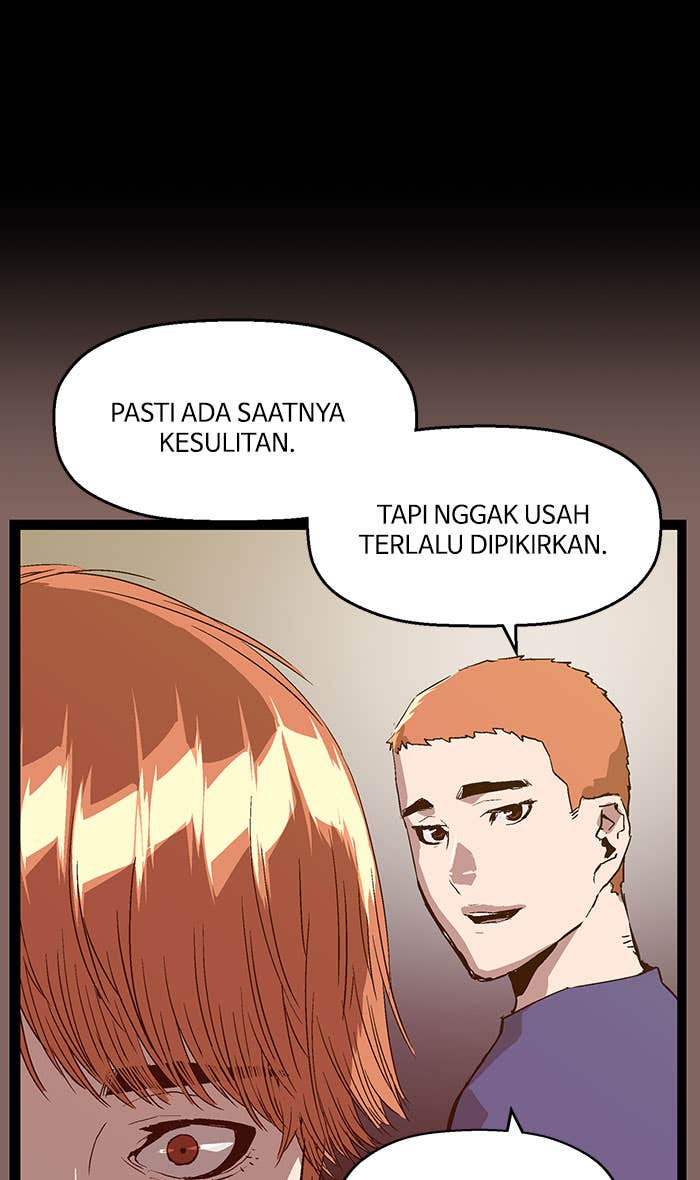 PASTI ADA SAATNYA
KESULITAN.
TAPI NGGAK USAH
TERLALU DIPIKIRKAN.